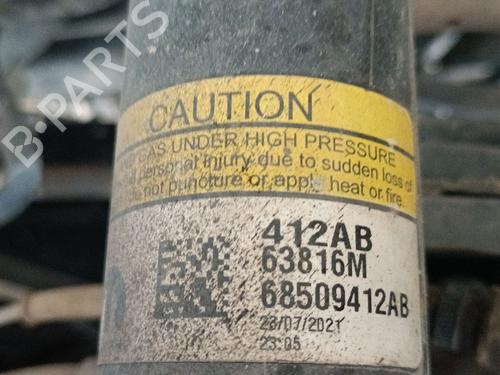 B-PARTS
CAUTION
GAS UNDER HIGH PRESSURE
personal injury due to sudden loss of
not puncture or apply heat or fire.
412AB
63816M
68509412AB
23/07/2021
23:05